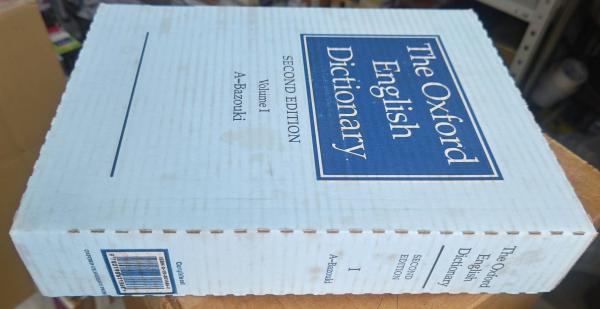 The Oxford
English
Dictionary
SECOND EDITION
Volume I
A–Bazouki
The Oxford
English
Dictionary
SECOND
EDITION
I
A–Bazouki